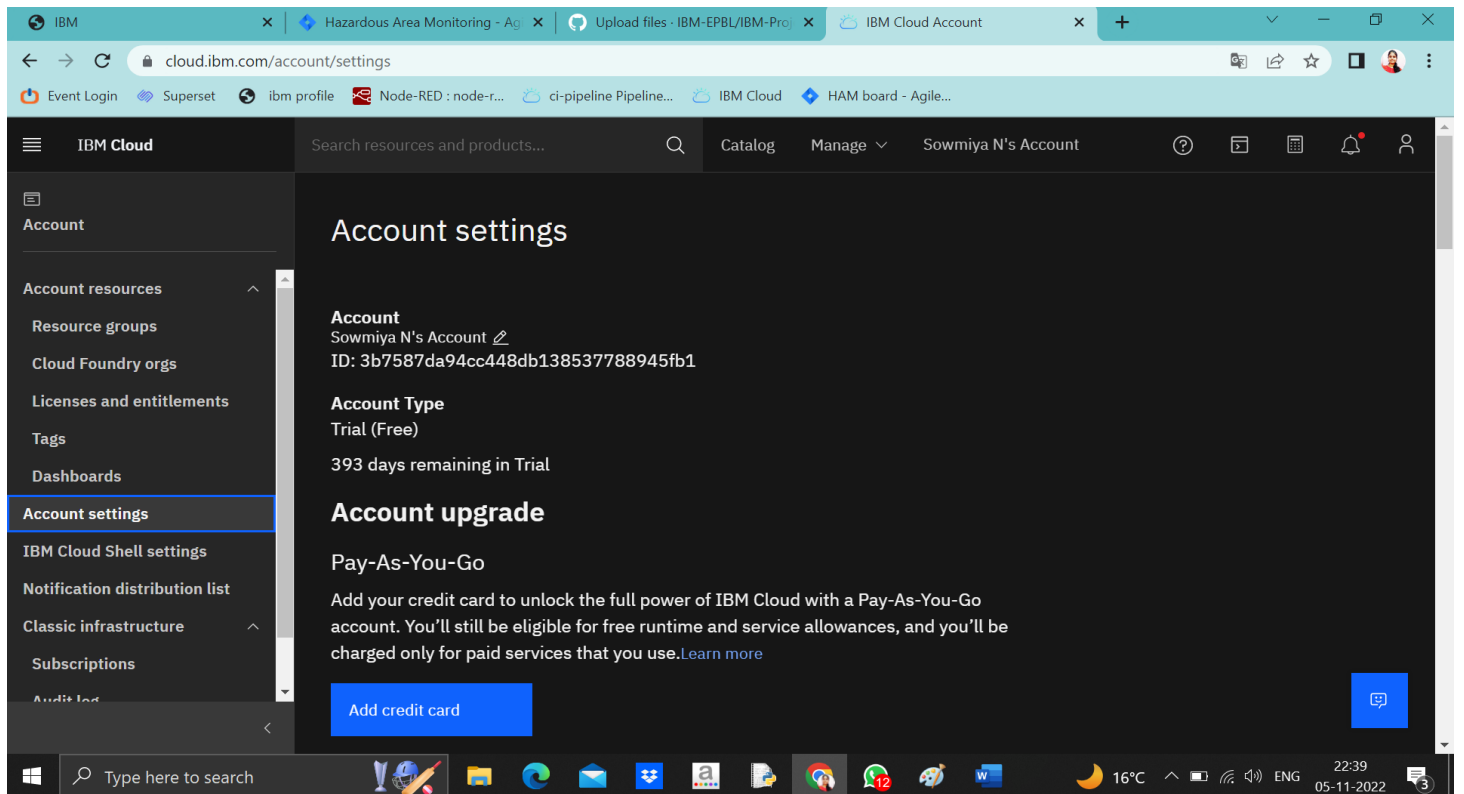 IBM
Hazardous Area Monitoring - Ag
Upload files · IBM-EPBL/IBM-Proj
IBM Cloud Account
cloud.ibm.com/account/settings
Event Login
Superset
ibm profile
Node-RED : node-r...
ci-pipeline Pipeline...
IBM Cloud
HAM board - Agile...
IBM Cloud
Search resources and products...
Catalog
Manage
Sowmiya N's Account
Account
Account resources
Resource groups
Cloud Foundry orgs
Licenses and entitlements
Tags
Dashboards
Account settings
IBM Cloud Shell settings
Notification distribution list
Classic infrastructure
Subscriptions
Audit log
Account settings
Account
Sowmiya N's Account
ID: 3b7587da94cc448db138537788945fb1
Account Type
Trial (Free)
393 days remaining in Trial
Account upgrade
Pay-As-You-Go
Add your credit card to unlock the full power of IBM Cloud with a Pay-As-You-Go
account. You’ll still be eligible for free runtime and service allowances, and you’ll be
charged only for paid services that you use.Learn more
Add credit card
Type here to search
a
12
W
16°C
ENG
22:39
05-11-2022
3